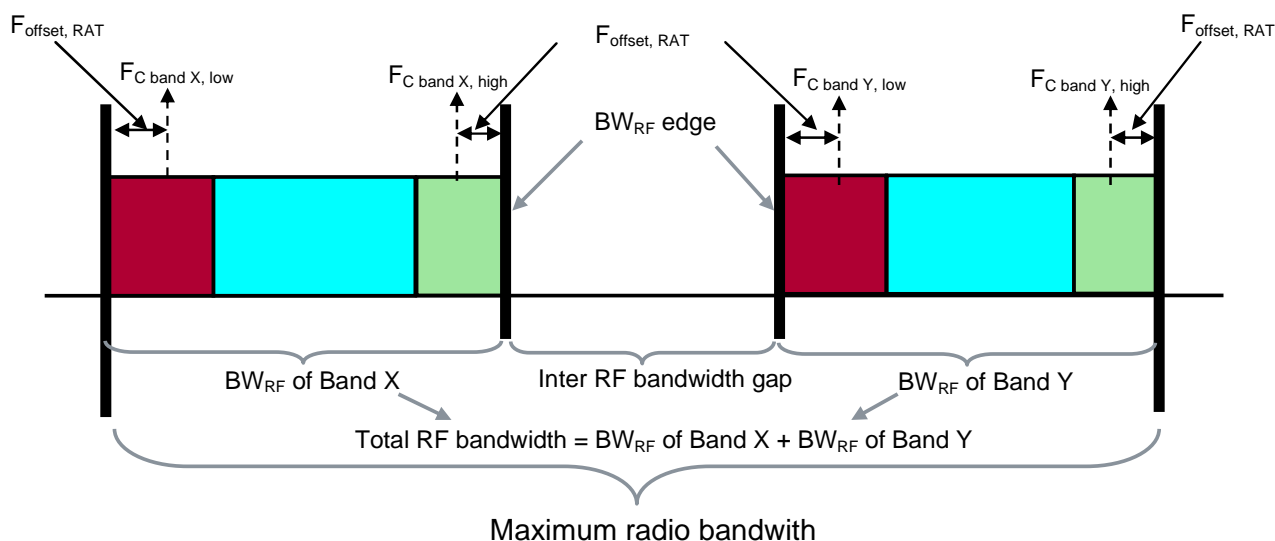 F_offset, RAT
F_offset, RAT
F_offset, RAT
F_C band X, low
F_C band X, high
F_C band Y, low
F_C band Y, high
BW_RF edge
BW_RF of Band X
Inter RF bandwidth gap
BW_RF of Band Y
Total RF bandwidth = BW_RF of Band X + BW_RF of Band Y
Maximum radio bandwith